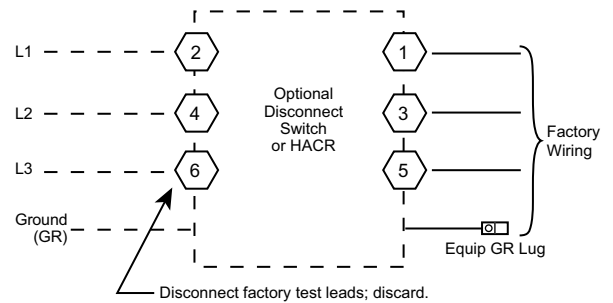 L1
2
1
L2
4
3
Optional
Disconnect
Switch
or HACR
L3
6
5
Factory
Wiring
Ground
(GR)
Equip GR Lug
Disconnect factory test leads; discard.